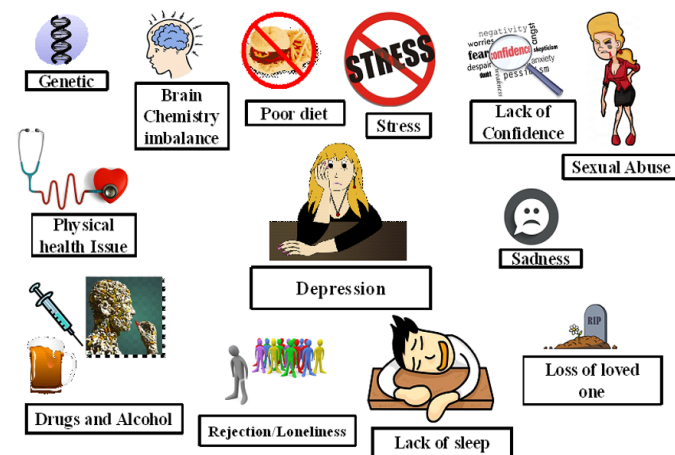 Genetic
Brain
Chemistry
imbalance
Poor diet
STRESS
Stress
negativity
angst
worries
fear
confidence
skepticism
despair
anxiety
doubt
pessimism
weakness
Lack of
Confidence
Sexual Abuse
Physical
health Issue
Depression
Sadness
Drugs and Alcohol
Rejection/Loneliness
Lack of sleep
RIP
Loss of loved
one